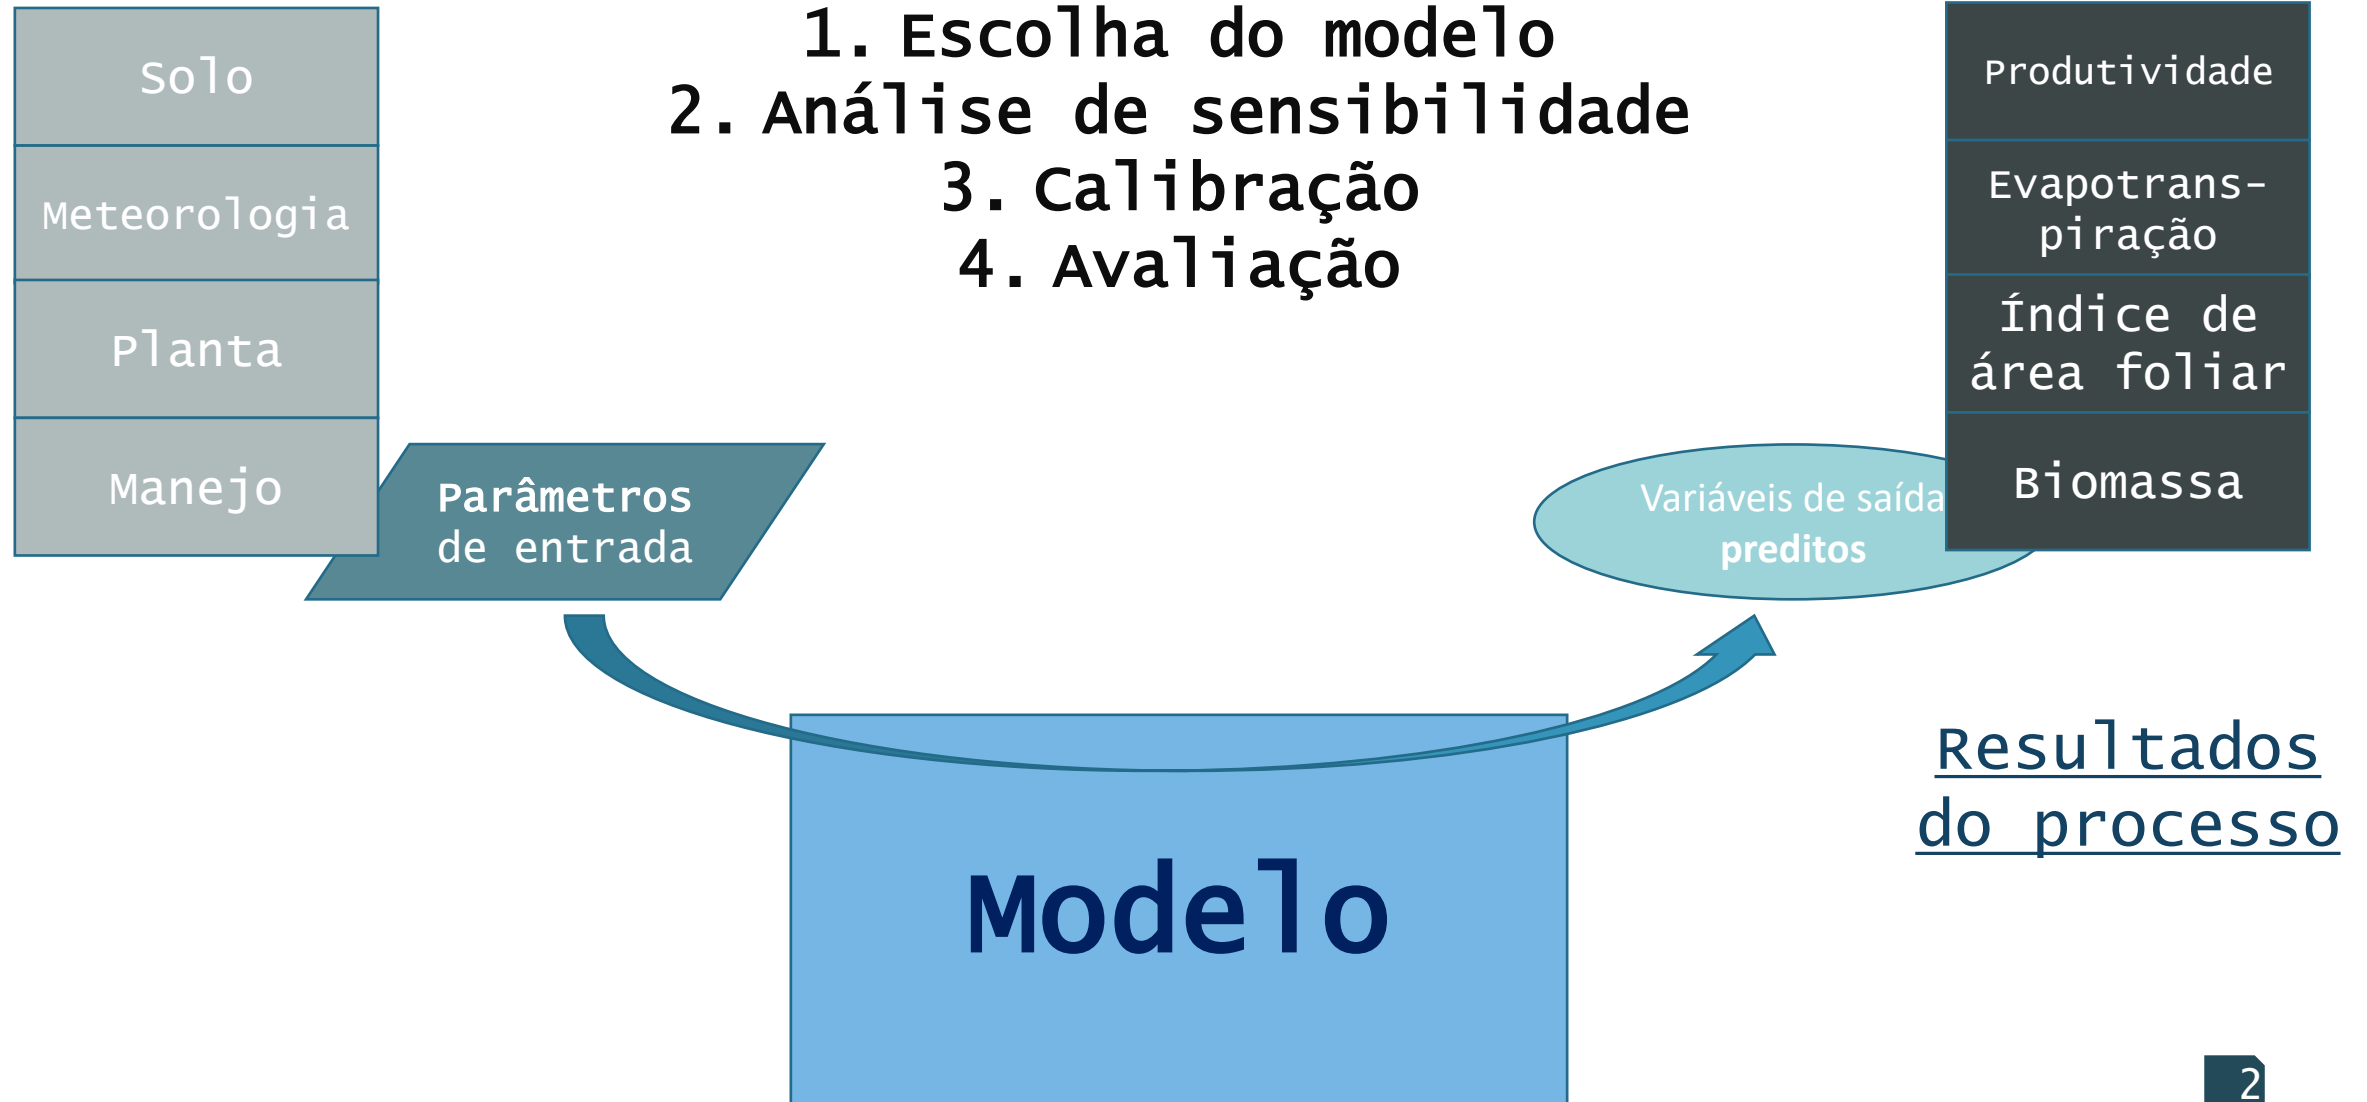 1. Escolha do modelo
2. Análise de sensibilidade
3. Calibração
4. Avaliação
Solo
Meteorologia
Planta
Manejo
Parâmetros
de entrada
Variáveis de saída
preditos
Produtividade
Evapotrans-
piração
Índice de
área foliar
Biomassa
Modelo
Resultados
do processo
2